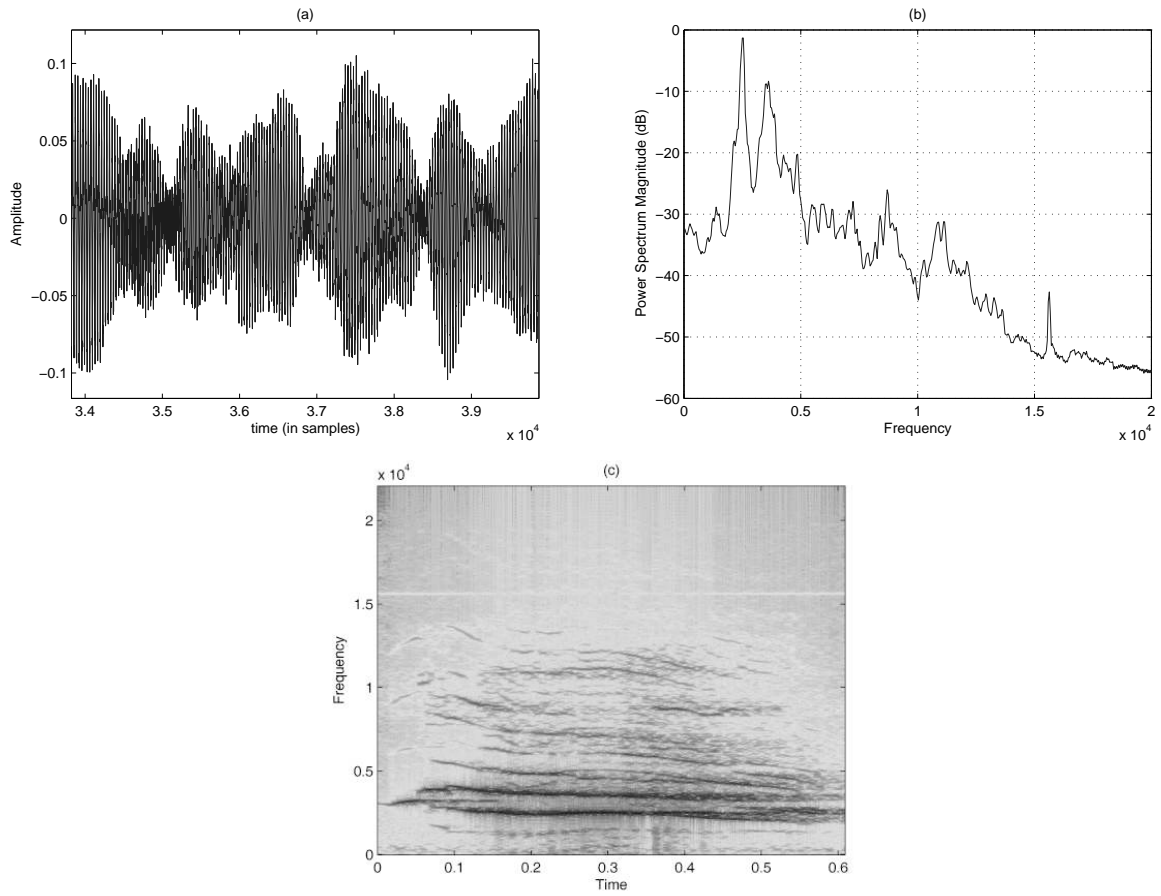 (a)
Amplitude
0.1
0.05
0
−0.05
−0.1
3.4 3.5 3.6 3.7 3.8 3.9
time (in samples)
x 10^4
(b)
Power Spectrum Magnitude (dB)
0
−10
−20
−30
−40
−50
−60
0 0.5 1 1.5 2
Frequency
x 10^4
(c)
x 10^4
Frequency
2
1.5
1
0.5
0
0 0.1 0.2 0.3 0.4 0.5 0.6
Time